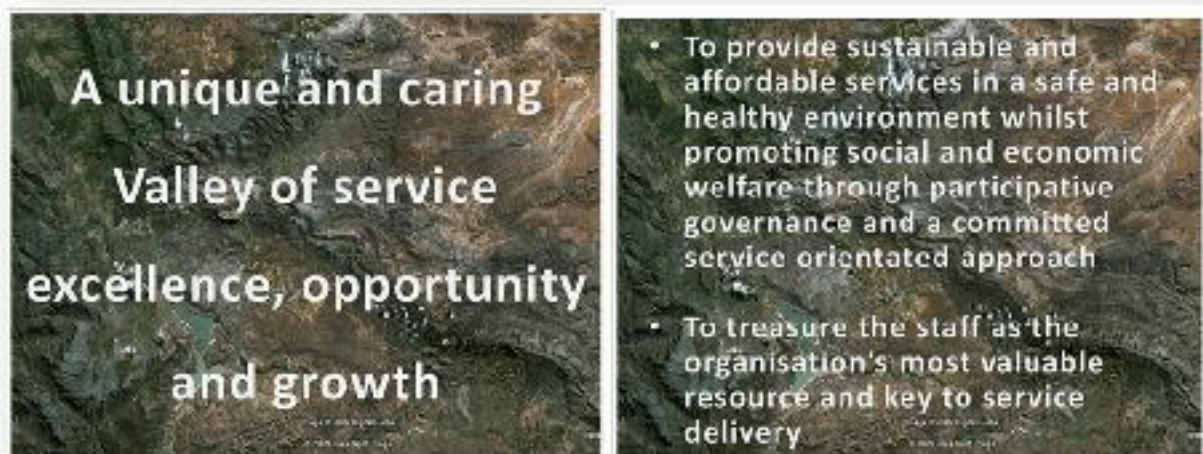 A unique and caring
Valley of service
excellence, opportunity
and growth
• To provide sustainable and
affordable services in a safe and
healthy environment whilst
promoting social and economic
welfare through participative
governance and a committed
service orientated approach
• To treasure the staff as the
organisation's most valuable
resource and key to service
delivery